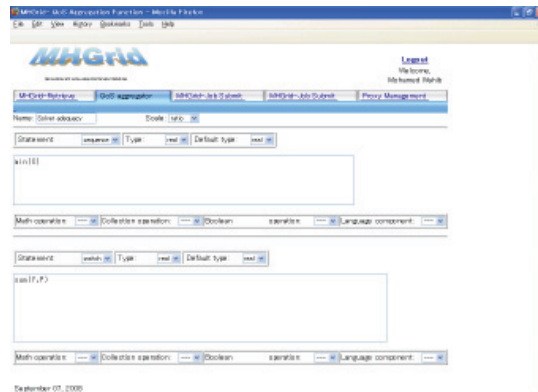 MHGrid- QoS Aggregation Function - Mozilla Firefox
File Edit View History Bookmarks Tools Help
MHGrid
Logout
Welcome,
Mohamed Wahib
MHGrid-Retrieve
QoS aggregator
MHGrid-Job Submit
MHGrid-Job Submit
Proxy Management
Name: Solver adequacy Scale: ratio
Statement sequence Type: real Default type: real
min[Q]
Math operation: ---- Collection operation: ---- Boolean operation: ---- Language component: ----
Statement switch Type: real Default type: real
sum(P,P)
Math operation: ---- Collection operation: ---- Boolean operation: ---- Language component: ----
September 07, 2008